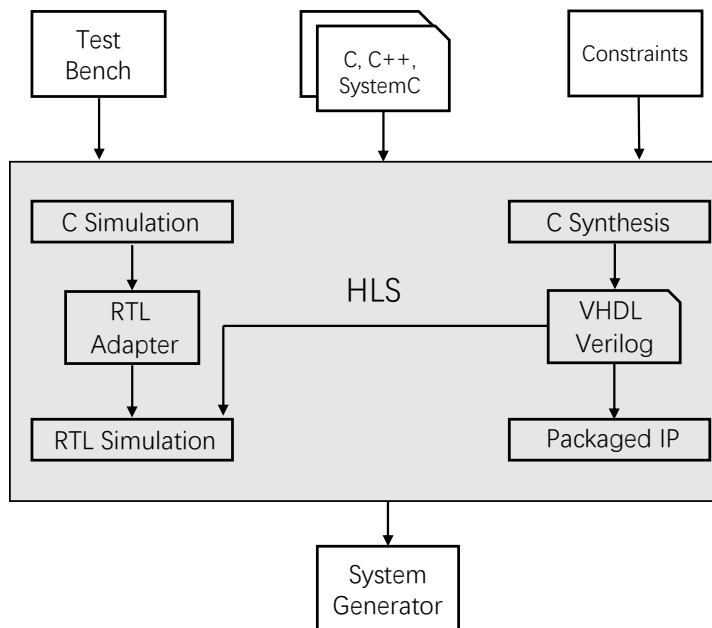 Test
Bench
C, C++,
SystemC
Constraints
C Simulation
C Synthesis
HLS
RTL
Adapter
VHDL
Verilog
RTL Simulation
Packaged IP
System
Generator